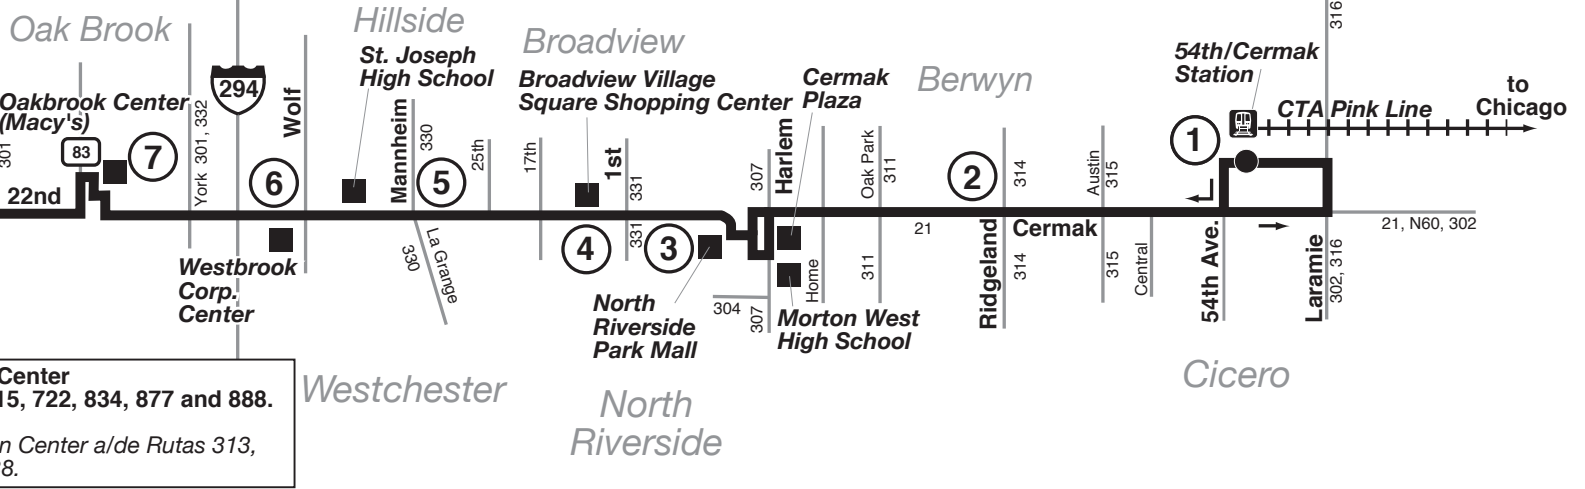 Oak Brook
Hillside
Broadview
Berwyn
316
St. Joseph
High School
Broadview Village
Square Shopping Center
Cermak
Plaza
54th/Cermak
Station
to
Chicago
CTA Pink Line
Oakbrook Center
(Macy's)
301
83
7
York 301, 332
294
Wolf
6
Mannheim
330
5
25th
17th
1st
331
307
Harlem
Oak Park
311
2
314
Austin
315
1
22nd
21
Cermak
21, N60, 302
Westbrook
Corp.
Center
330
La Grange
4
331
3
North
Riverside
Park Mall
304
307
Home
311
Morton West
High School
Ridgeland
314
315
Central
54th Ave.
Laramie
302, 316
Center
15, 722, 834, 877 and 888.
n Center a/de Rutas 313,
8.
Westchester
North
Riverside
Cicero